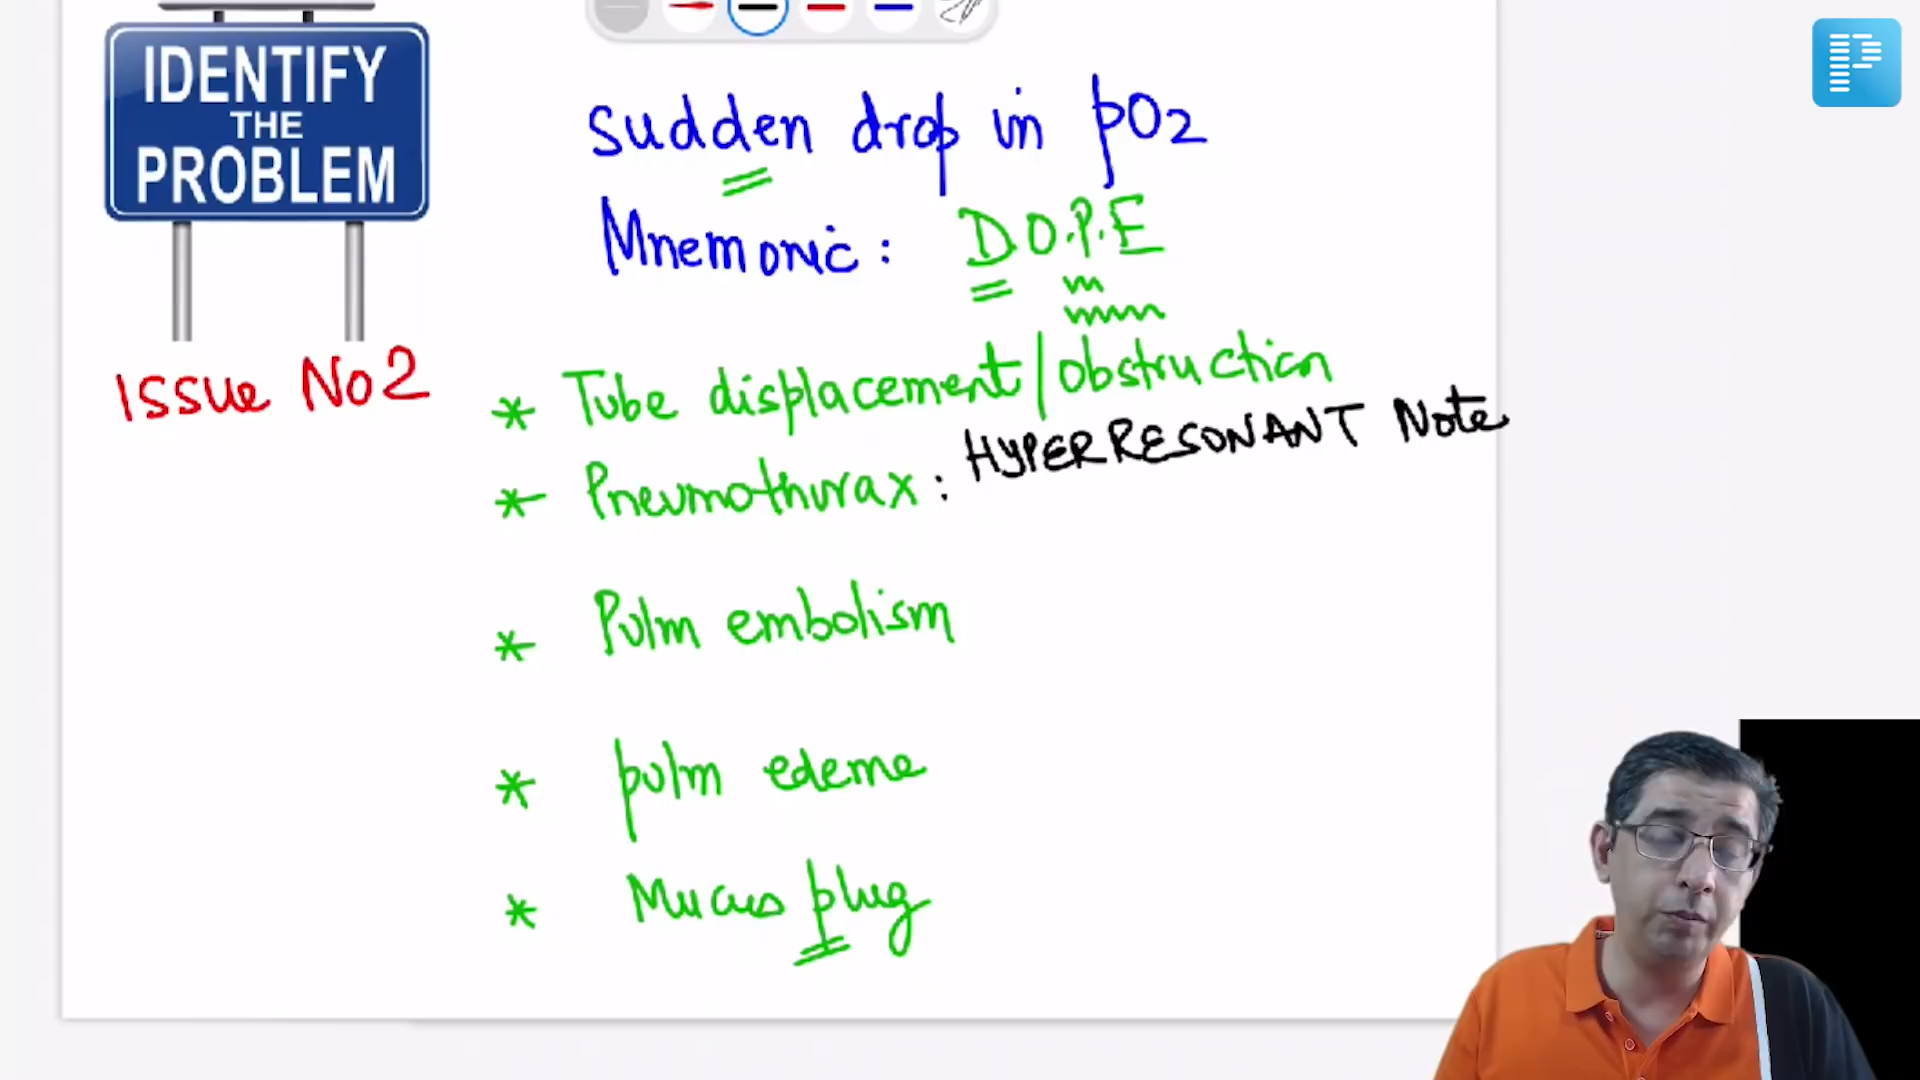 IDENTIFY
THE
PROBLEM
sudden drop in pO2
Mnemonic: D.O.P.E
Issue No 2
* Tube displacement/obstruction
* Pneumothorax: HYPERRESONANT Note
* Pulm embolism
* pulm edeme
* Mucus plug